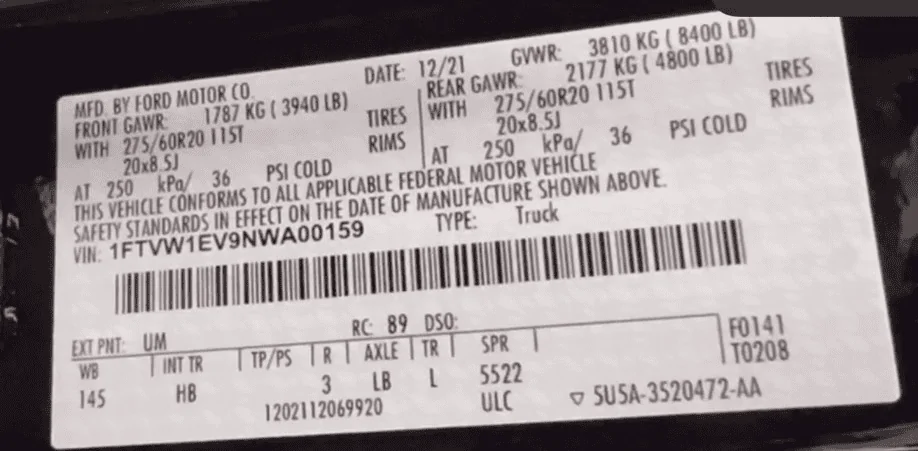 MFD. BY FORD MOTOR CO. DATE: 12/21 GVWR: 3810 KG ( 8400 LB)
FRONT GAWR: 1787 KG ( 3940 LB) REAR GAWR: 2177 KG ( 4800 LB)
WITH 275/60R20 115T TIRES WITH 275/60R20 115T TIRES
20x8.5J RIMS 20x8.5J RIMS
AT 250 kPa/ 36 PSI COLD AT 250 kPa/ 36 PSI COLD
THIS VEHICLE CONFORMS TO ALL APPLICABLE FEDERAL MOTOR VEHICLE
SAFETY STANDARDS IN EFFECT ON THE DATE OF MANUFACTURE SHOWN ABOVE.
VIN: 1FTVW1EV9NWA00159 TYPE: Truck
EXT PNT: UM RC: 89 DSO:
WB INT TR TP/PS R AXLE TR SPR F0141
145 HB 3 LB L 5522 T0208
1202112069920 ULC ▽ 5U5A-3520472-AA